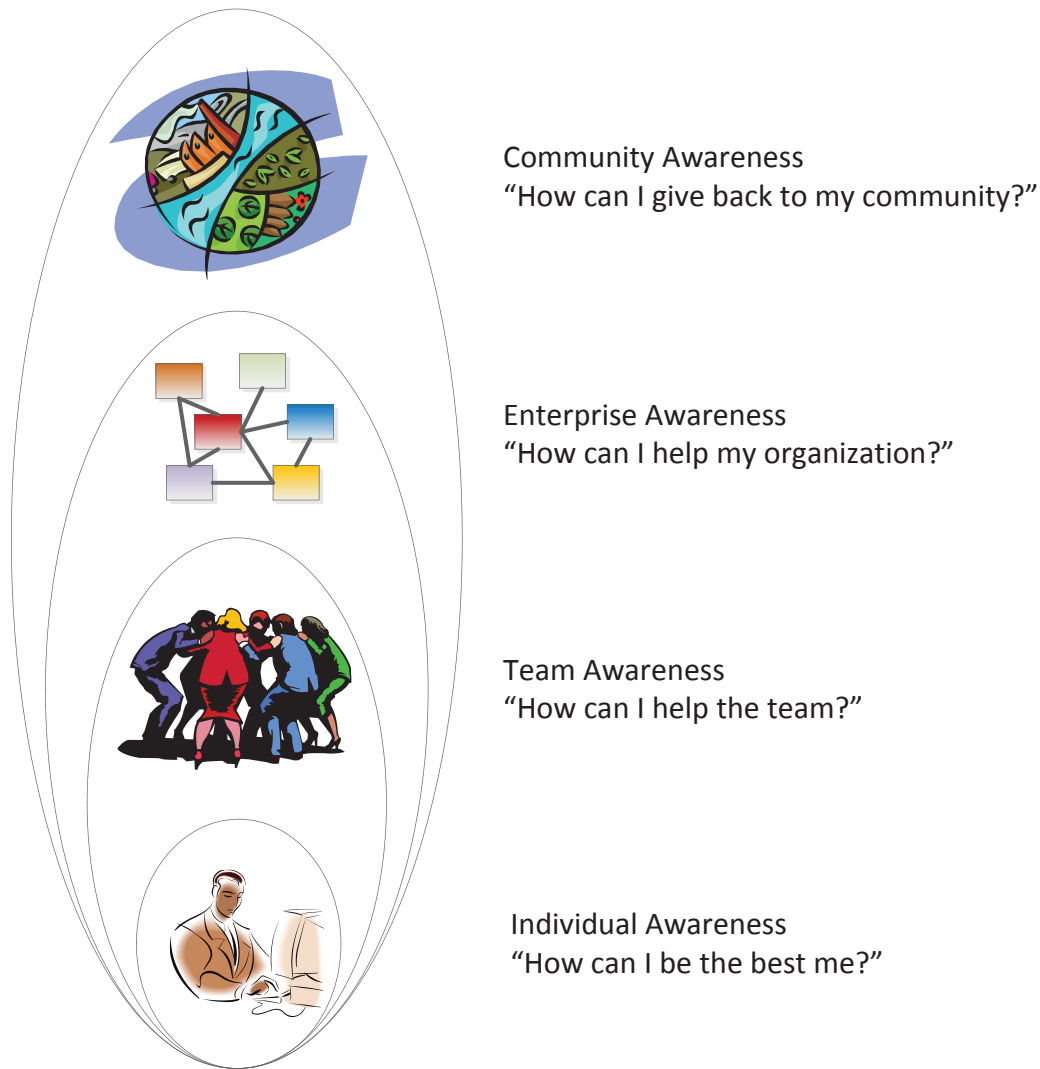 Community Awareness
“How can I give back to my community?”
Enterprise Awareness
“How can I help my organization?”
Team Awareness
“How can I help the team?”
Individual Awareness
“How can I be the best me?”